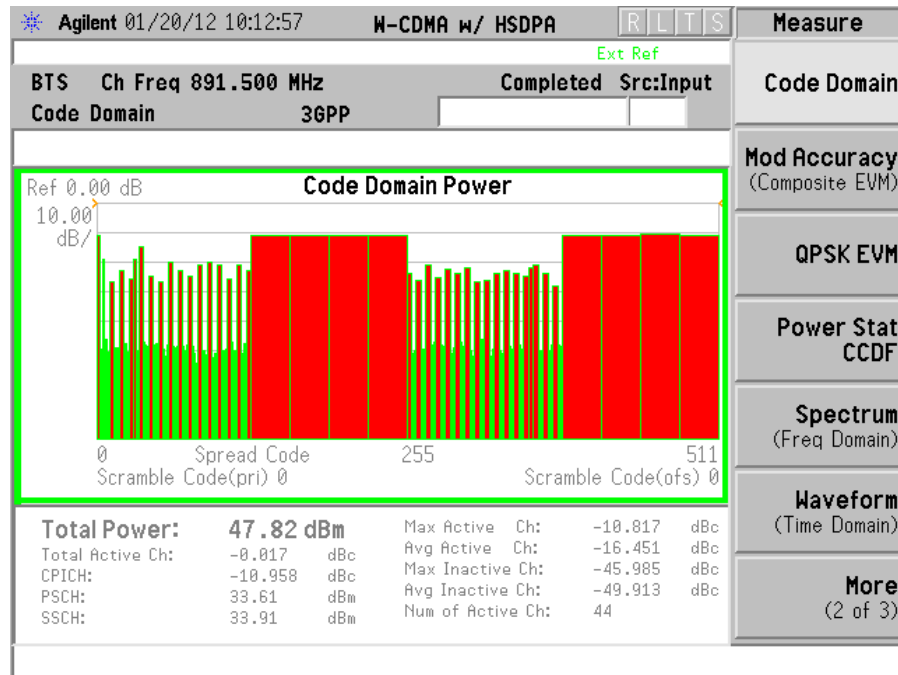 Agilent 01/20/12 10:12:57 W-CDMA w/ HSDPA R L T S
Measure
Ext Ref
BTS Ch Freq 891.500 MHz Completed Src:Input
Code Domain 3GPP
Code Domain
Mod Accuracy
(Composite EVM)
QPSK EVM
Power Stat
CCDF
Spectrum
(Freq Domain)
Waveform
(Time Domain)
More
(2 of 3)
Ref 0.00 dB Code Domain Power
10.00
dB/
0 Spread Code 255 511
Scramble Code(pri) 0 Scramble Code(ofs) 0
Total Power: 47.82 dBm
Total Active Ch: -0.017 dBc
CPICH: -10.958 dBc
PSCH: 33.61 dBm
SSCH: 33.91 dBm
Max Active Ch: -10.817 dBc
Avg Active Ch: -16.451 dBc
Max Inactive Ch: -45.985 dBc
Avg Inactive Ch: -49.913 dBc
Num of Active Ch: 44